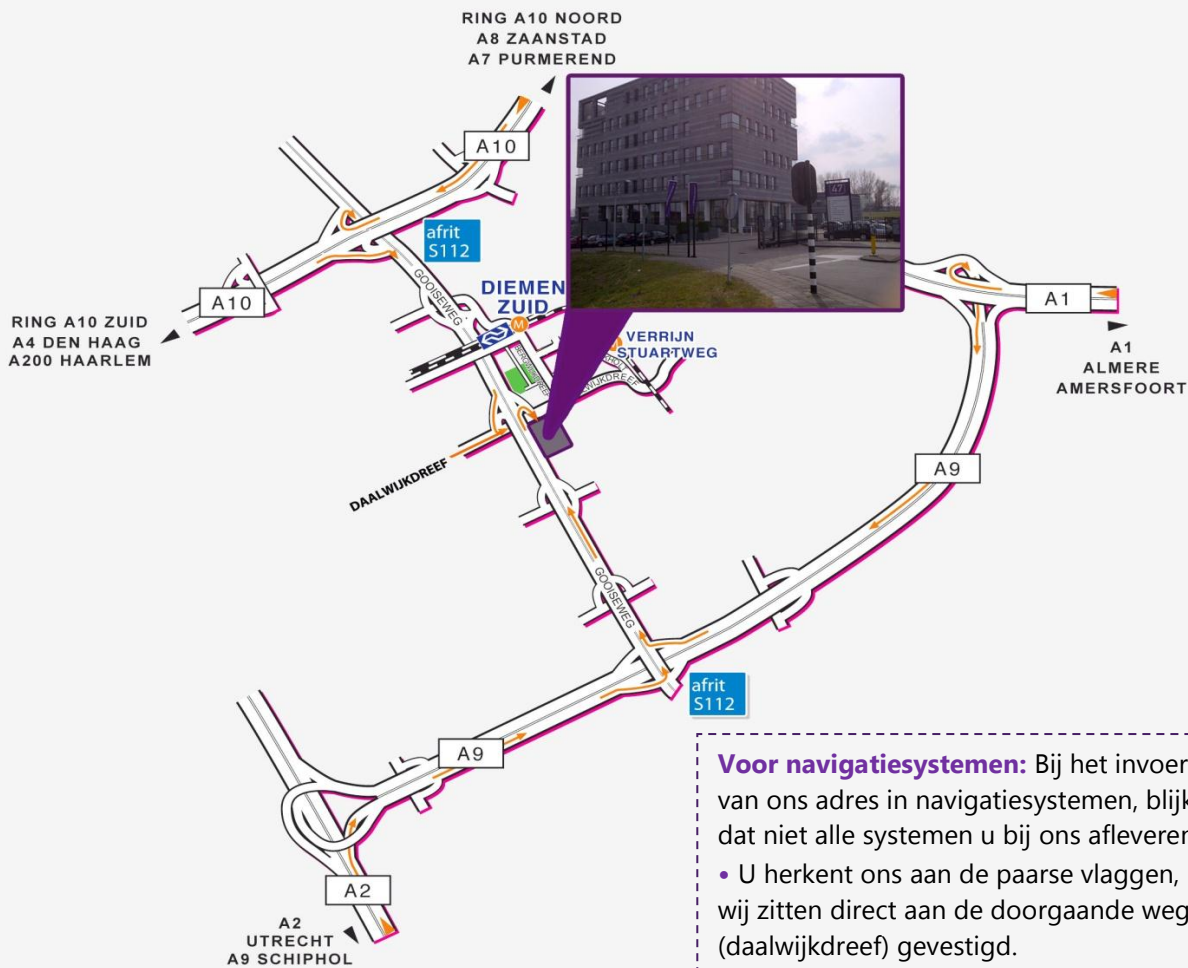 RING A10 NOORD
A8 ZAANSTAD
A7 PURMEREND
A10
47
afrit
S112
GOOISEWEG
A10
RING A10 ZUID
A4 DEN HAAG
A200 HAARLEM
DIEMEN
ZUID
M
VERRIJN
STUARTWEG
A1
A1
ALMERE
AMERSFOORT
A9
DAALWIJKDREEF
GOOISEWEG
afrit
S112
A9
A2
A2
UTRECHT
A9 SCHIPHOL
Voor navigatiesystemen: Bij het invoer
van ons adres in navigatiesystemen, blijk
dat niet alle systemen u bij ons afleveren
• U herkent ons aan de paarse vlaggen,
wij zitten direct aan de doorgaande weg
(daalwijkdreef) gevestigd.